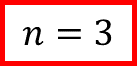 n = 3